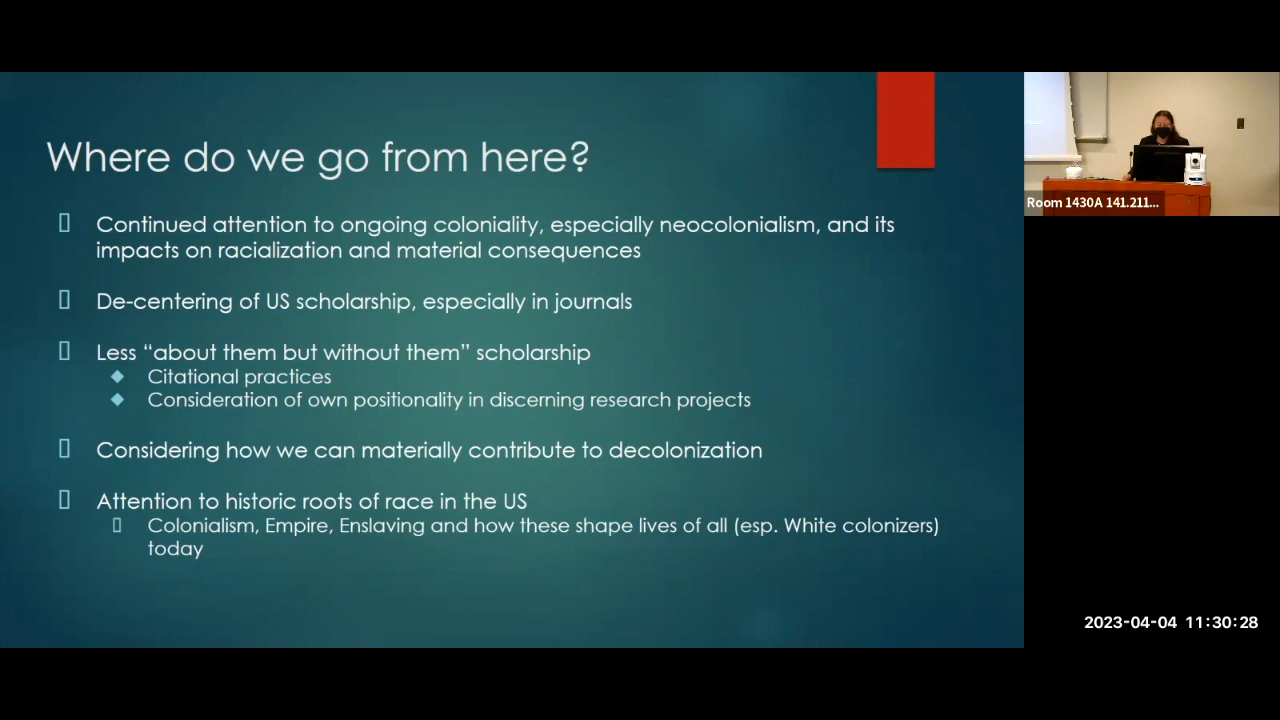 Where do we go from here?
Continued attention to ongoing coloniality, especially neocolonialism, and its
impacts on racialization and material consequences
De-centering of US scholarship, especially in journals
Less “about them but without them” scholarship
Citational practices
Consideration of own positionality in discerning research projects
Considering how we can materially contribute to decolonization
Attention to historic roots of race in the US
Colonialism, Empire, Enslaving and how these shape lives of all (esp. White colonizers)
today
Room 1430A 141.211...
2023-04-04 11:30:28